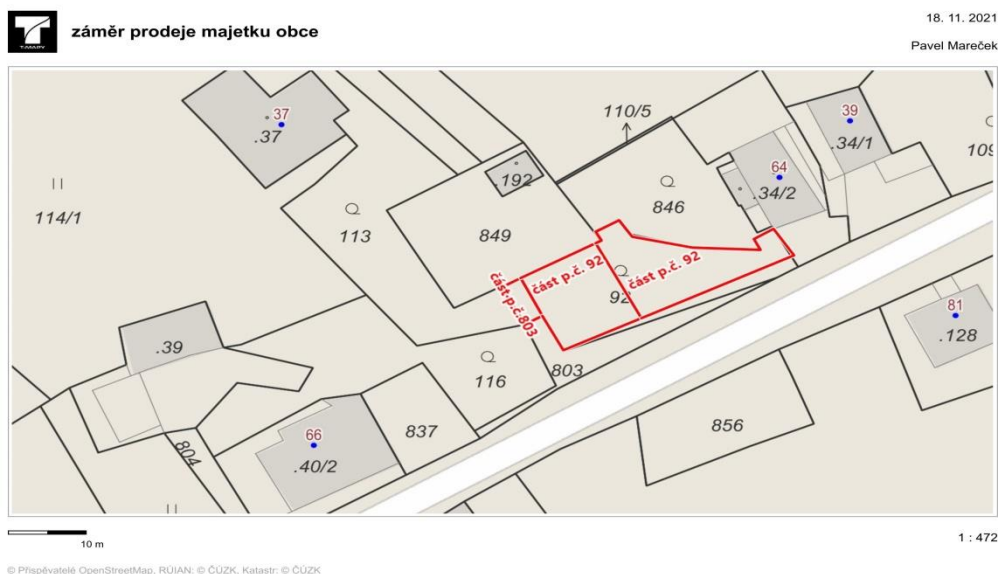 T-MAPY
záměr prodeje majetku obce
18. 11. 2021
Pavel Mareček
37
.37
110/5
39
.34/1
109
.192
64
.34/2
846
114/1
113
849
část p.č. 92
část p.č. 92
92
část p.č.803
81
.128
.39
116
803
856
837
66
.40/2
804
10 m
1 : 472
© Přispěvatelé OpenStreetMap, RÚIAN: © ČÚZK, Katastr: © ČÚZK